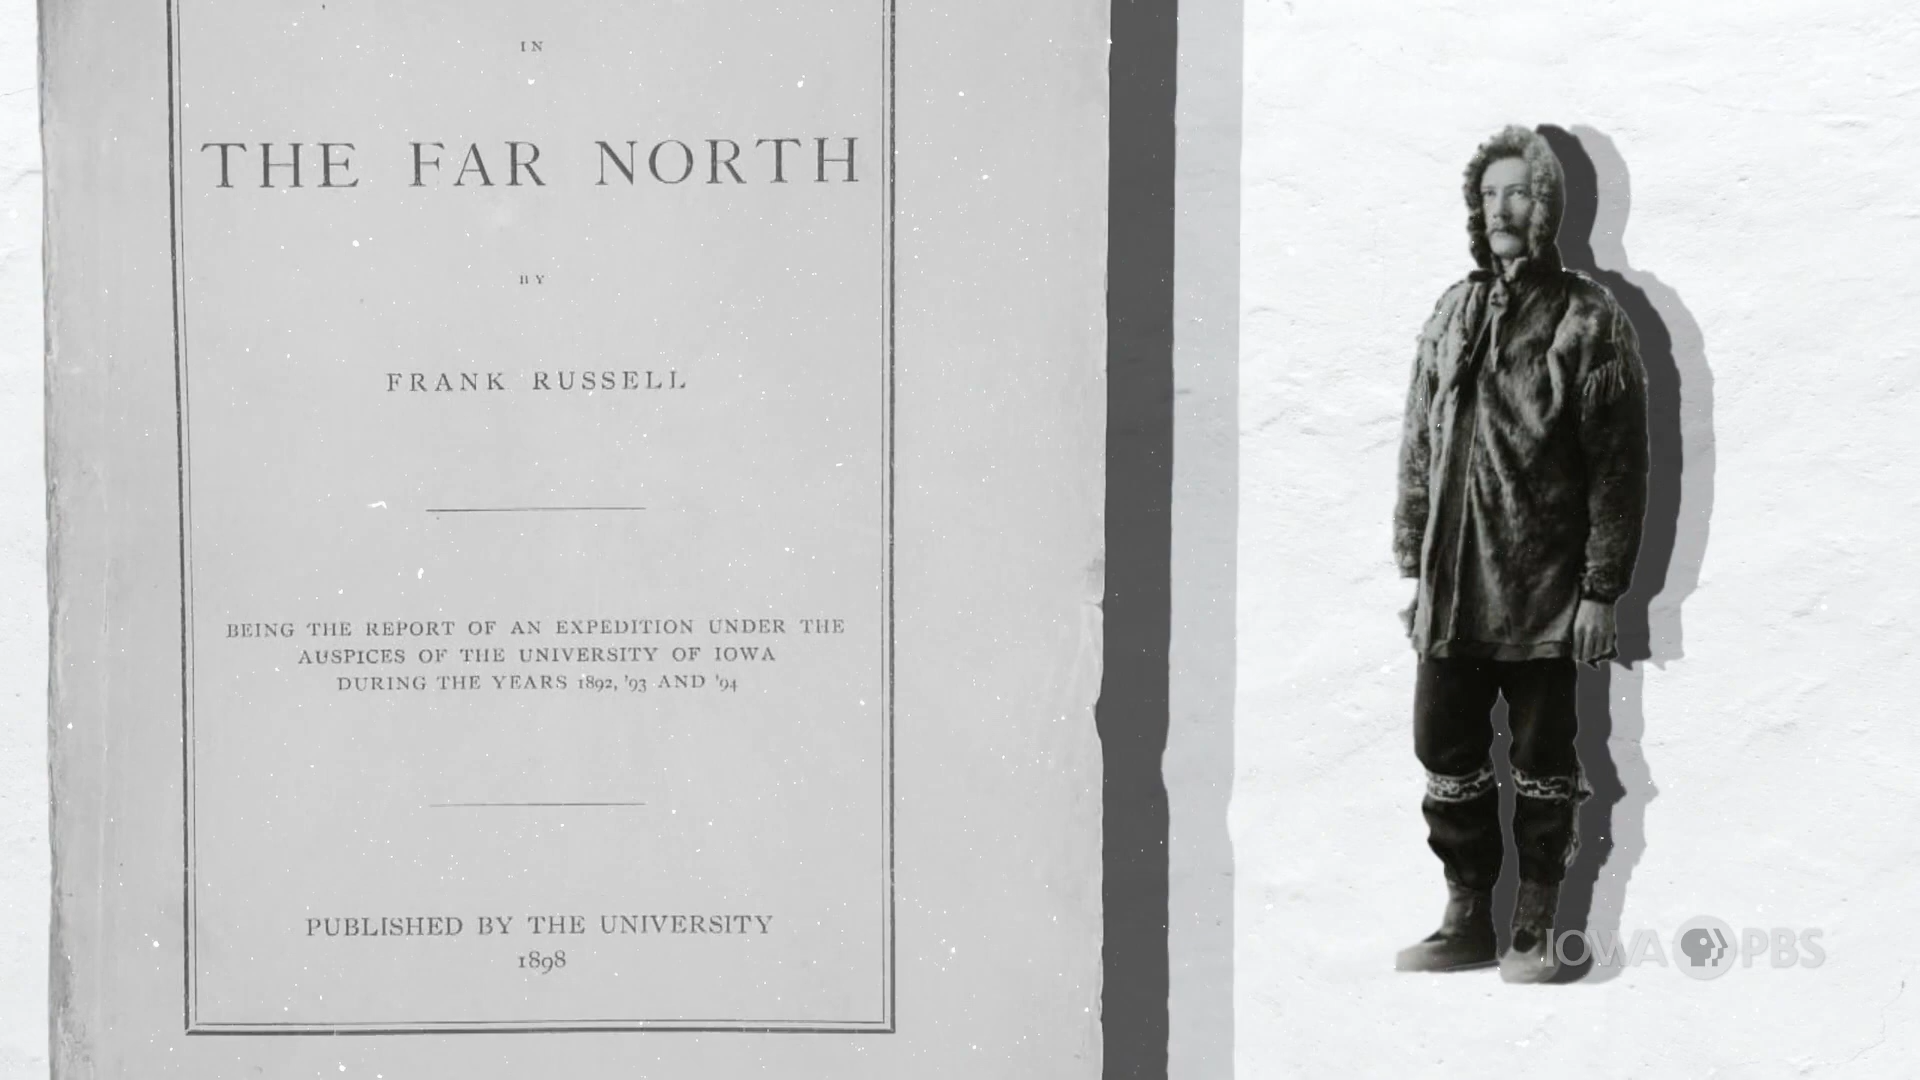 IN
THE FAR NORTH
BY
FRANK RUSSELL
BEING THE REPORT OF AN EXPEDITION UNDER THE
AUSPICES OF THE UNIVERSITY OF IOWA
DURING THE YEARS 1892, '93 AND '94
PUBLISHED BY THE UNIVERSITY
1898
IOWA PBS